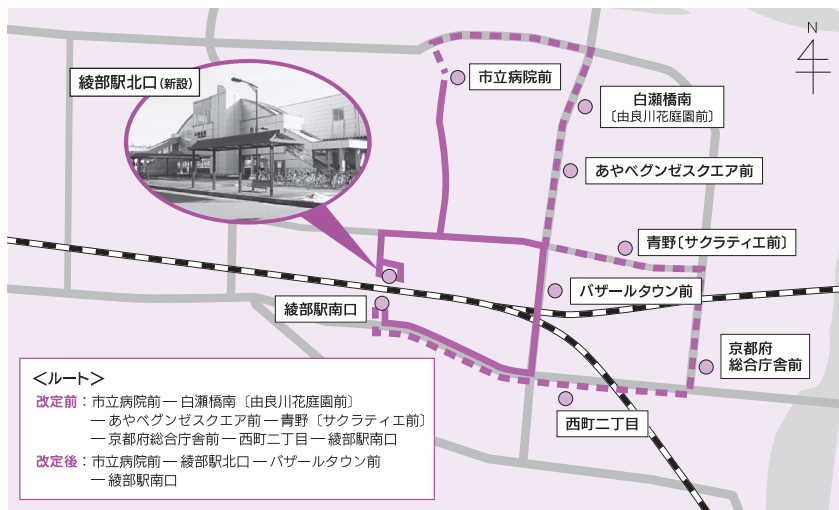 N
綾部駅北口(新設)
市立病院前
白瀬橋南
〔由良川花庭園前〕
あやべグンゼスクエア前
青野〔サクラティエ前〕
バザールタウン前
綾部駅南口
京都府
総合庁舎前
西町二丁目
＜ルート＞
改定前：市立病院前 ― 白瀬橋南〔由良川花庭園前〕
― あやべグンゼスクエア前 ― 青野〔サクラティエ前〕
― 京都府総合庁舎前 ― 西町二丁目 ― 綾部駅南口
改定後：市立病院前 ― 綾部駅北口 ― バザールタウン前
― 綾部駅南口